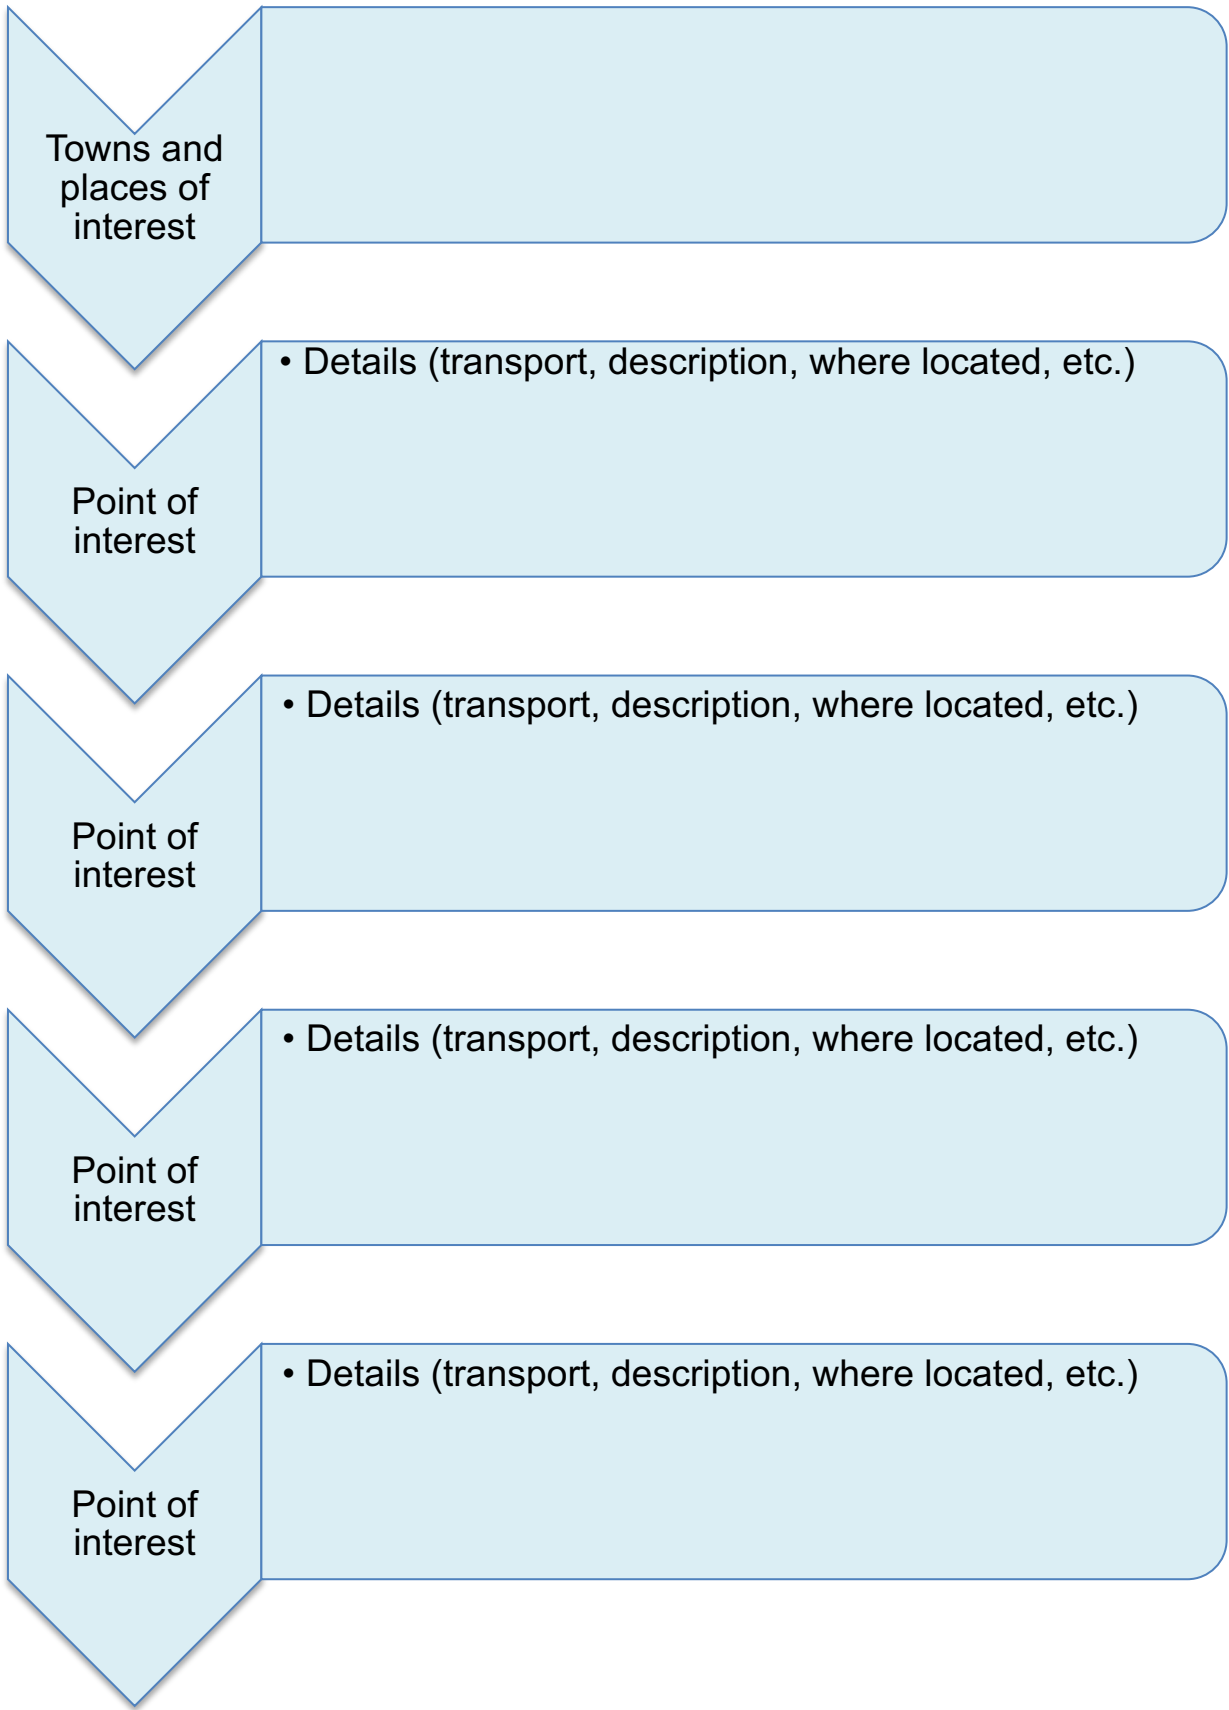 Towns and
places of
interest
• Details (transport, description, where located, etc.)
Point of
interest
• Details (transport, description, where located, etc.)
Point of
interest
• Details (transport, description, where located, etc.)
Point of
interest
• Details (transport, description, where located, etc.)
Point of
interest